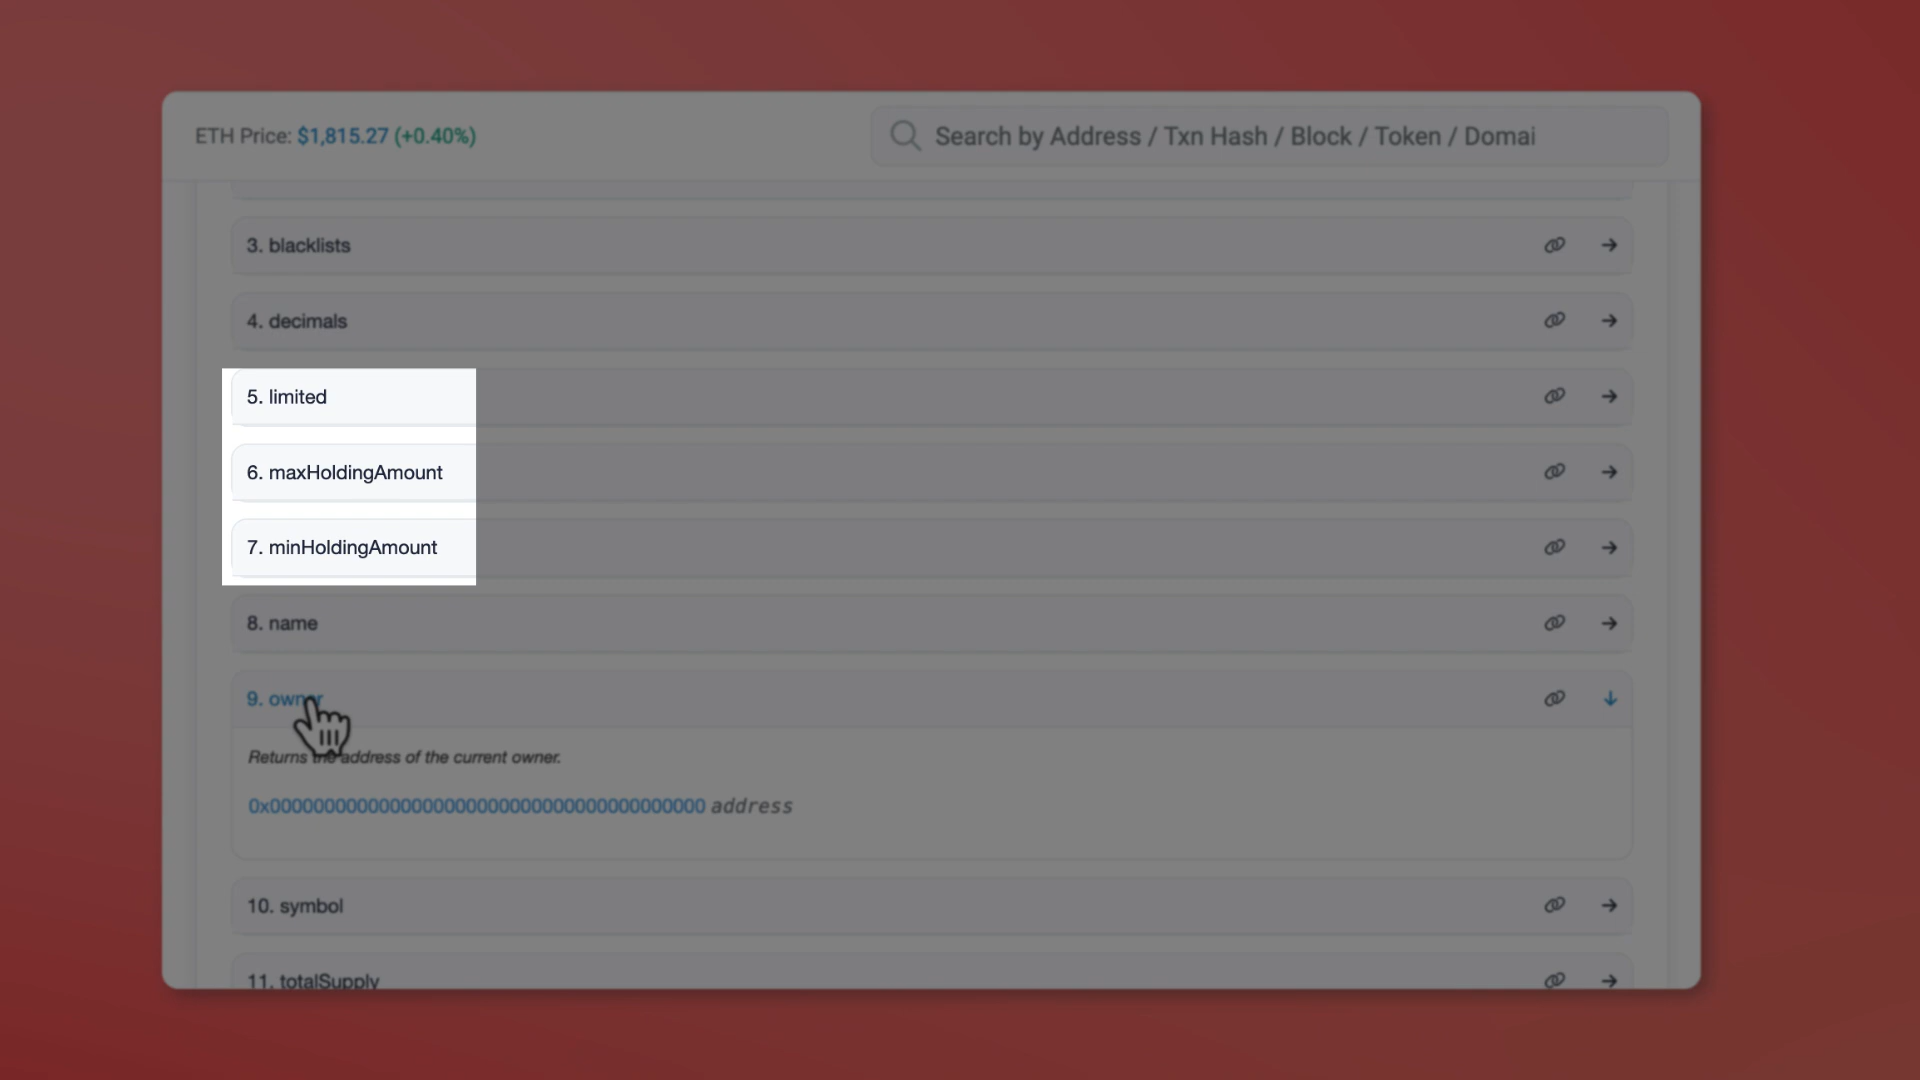 ETH Price: $1,815.27 (+0.40%)
Search by Address / Txn Hash / Block / Token / Domai
3. blacklists
4. decimals
5. limited
6. maxHoldingAmount
7. minHoldingAmount
8. name
9. owner
Returns the address of the current owner.
0x0000000000000000000000000000000000000000 address
10. symbol
11. totalSupply